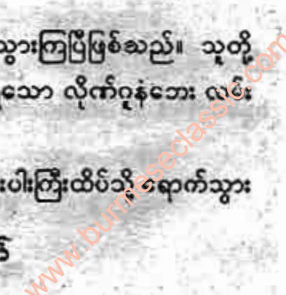 သွားကြပြီဖြစ်သည်။ သူတို့
သော လိုဏ်ဂူနံဘေး လမ်း
ပါးကြီးထိပ်သို့ ရောက်သွား
www.burmeseclassic.com